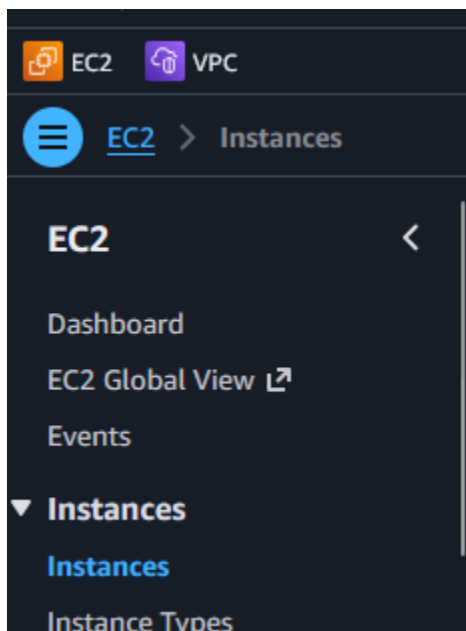 EC2 VPC
EC2 > Instances
EC2
Dashboard
EC2 Global View
Events
Instances
Instances
Instance Types